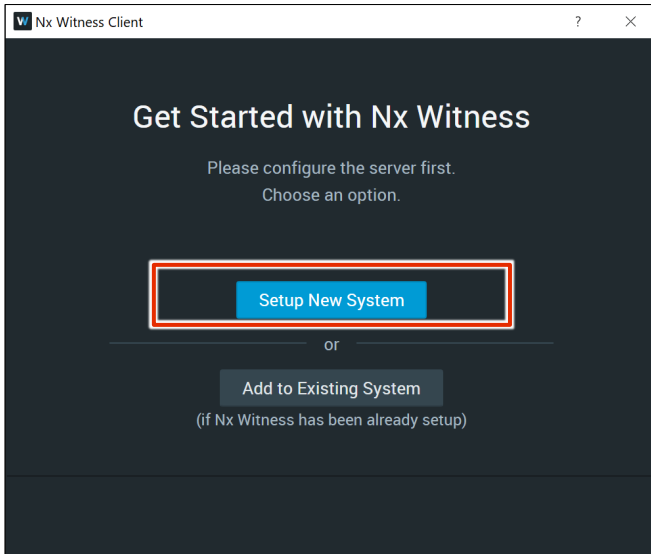 Nx Witness Client
Get Started with Nx Witness
Please configure the server first.
Choose an option.
Setup New System
or
Add to Existing System
(if Nx Witness has been already setup)